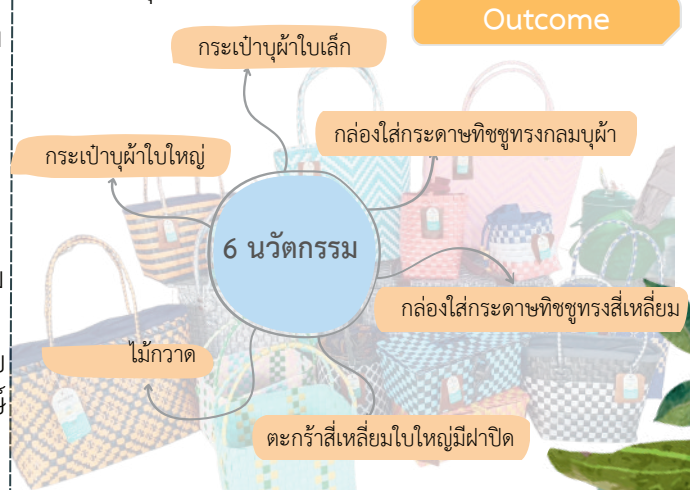 Outcome
กระเป๋าบุผ้าใบเล็ก
กล่องใส่กระดาษทิชชูทรงกลมบุผ้า
กระเป๋าบุผ้าใบใหญ่
6 นวัตกรรม
กล่องใส่กระดาษทิชชูทรงสี่เหลี่ยม
ไม้กวาด
ตะกร้าสี่เหลี่ยมใบใหญ่มีฝาปิด